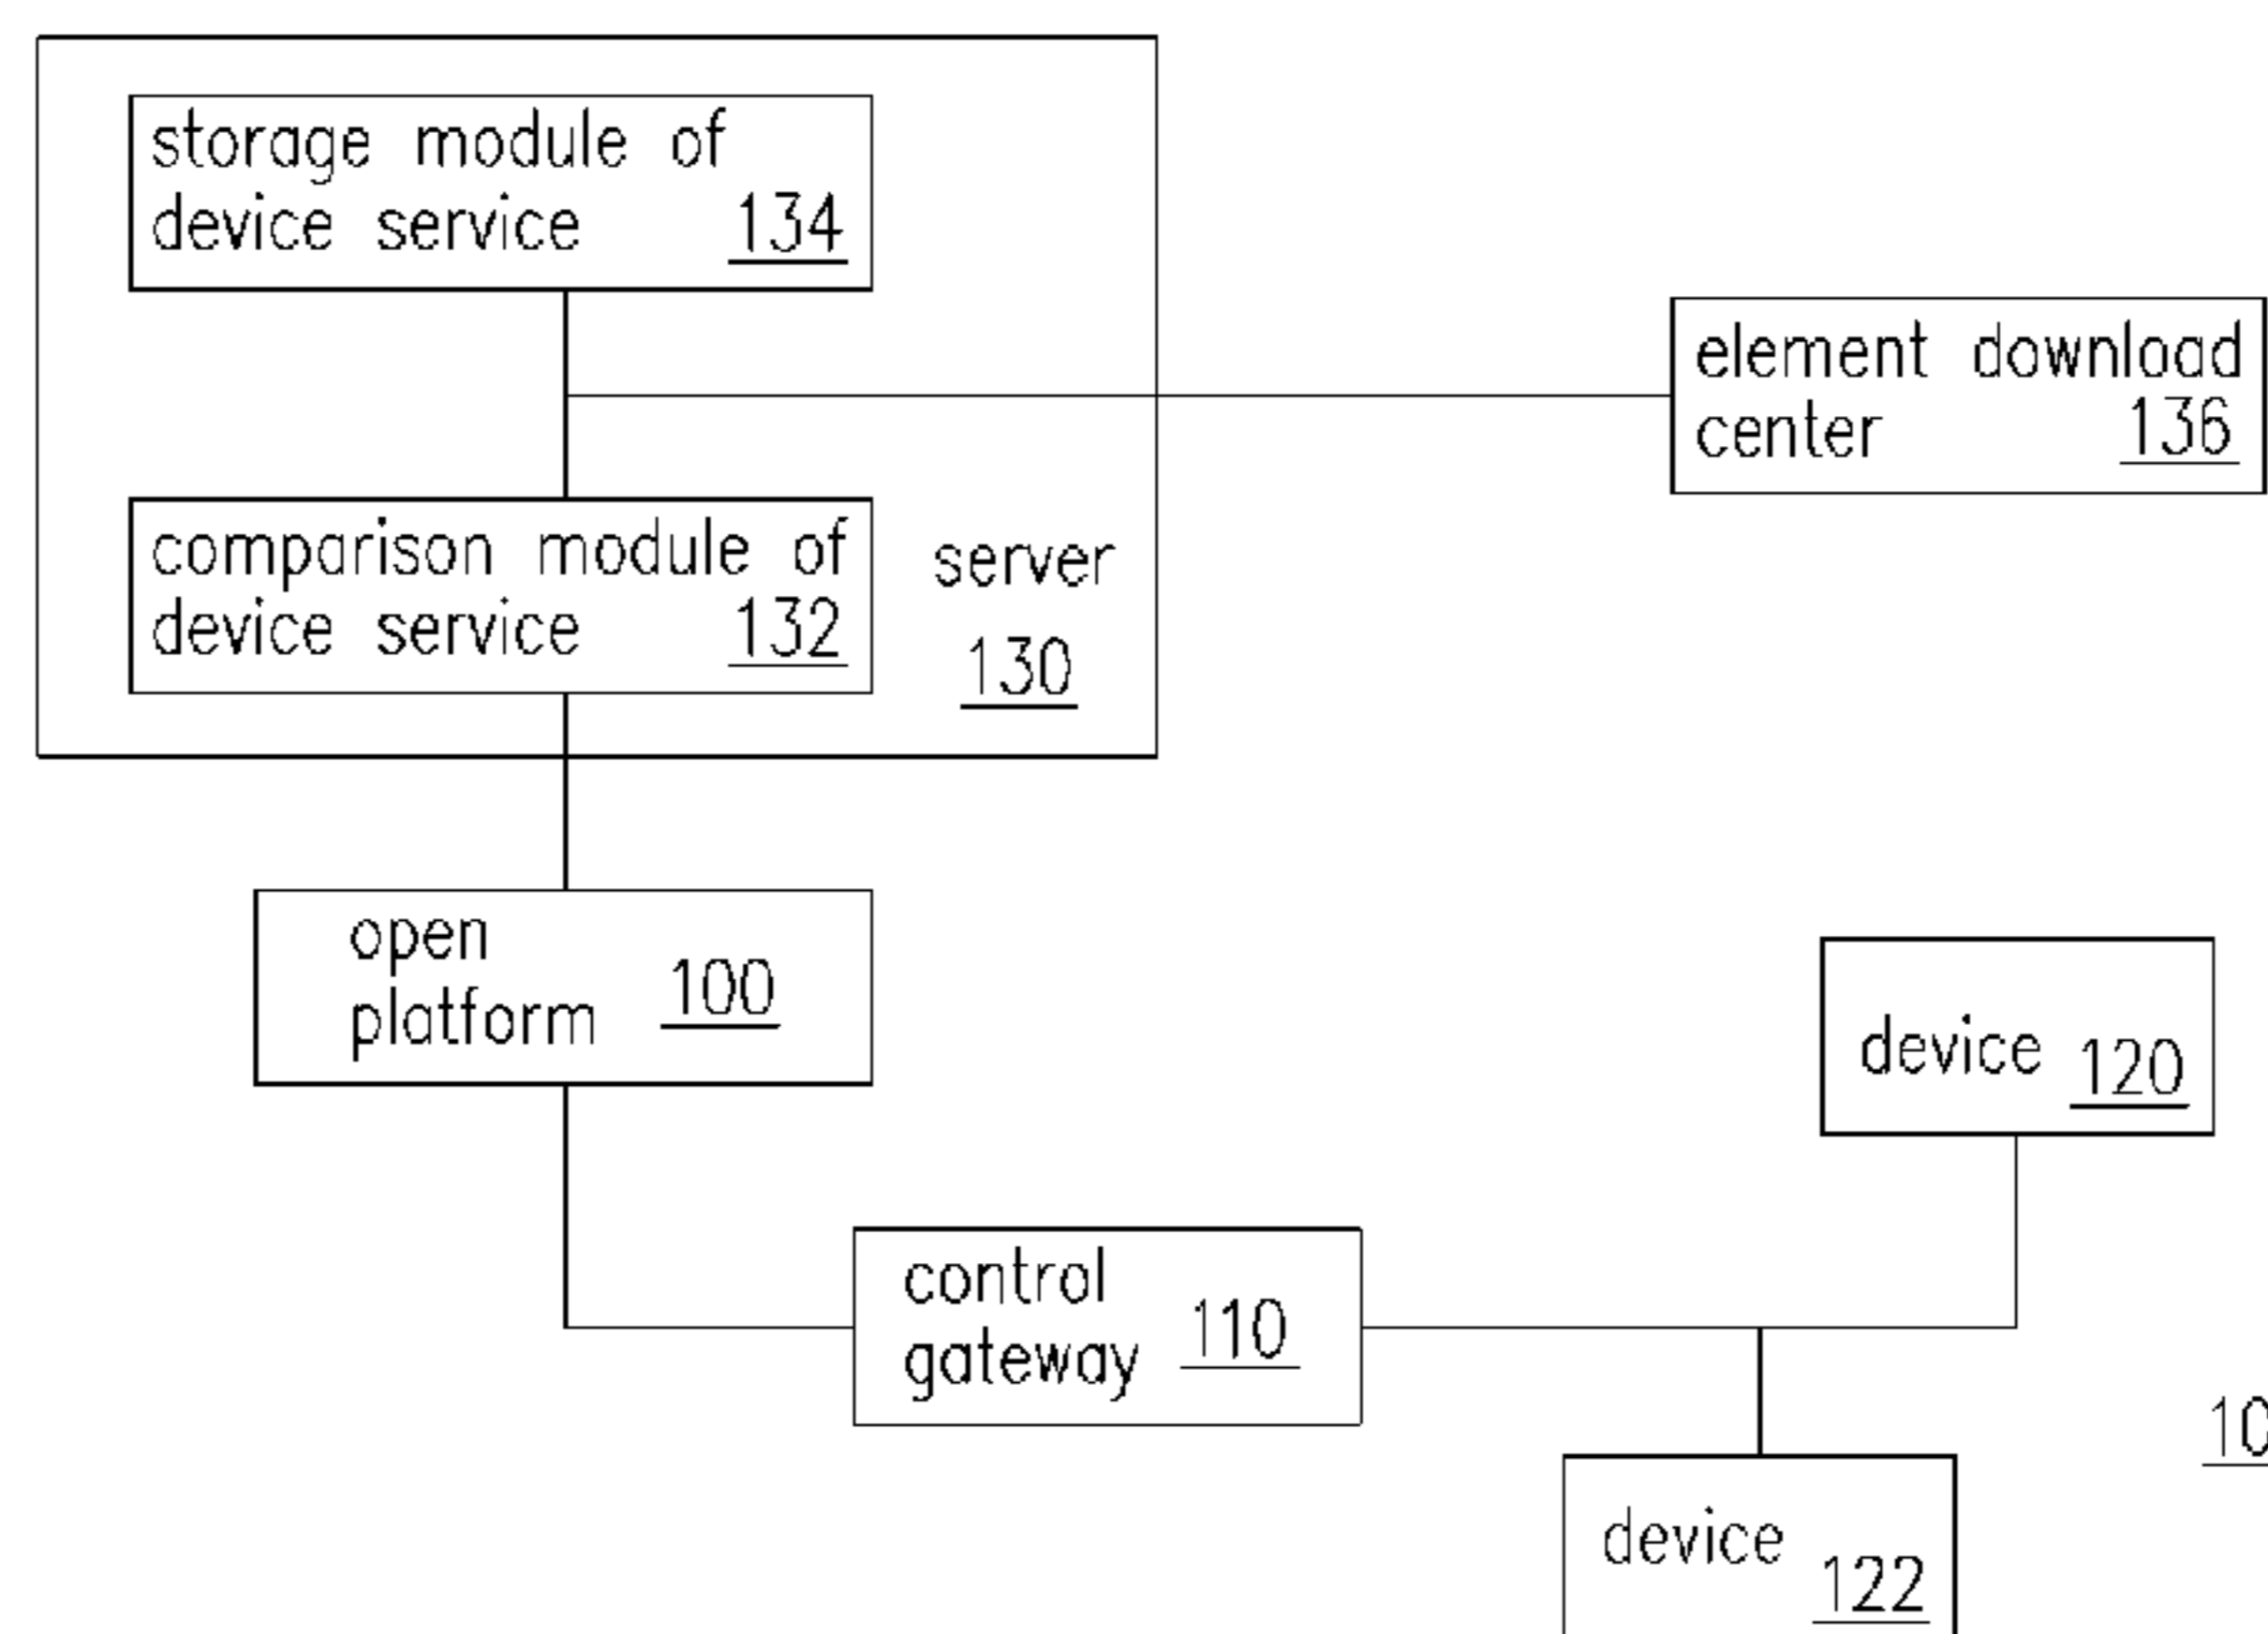 storage module of
device service 134
element download
center 136
comparison module of
device service 132
server
130
open
platform 100
device 120
control
gateway 110
10
device 122